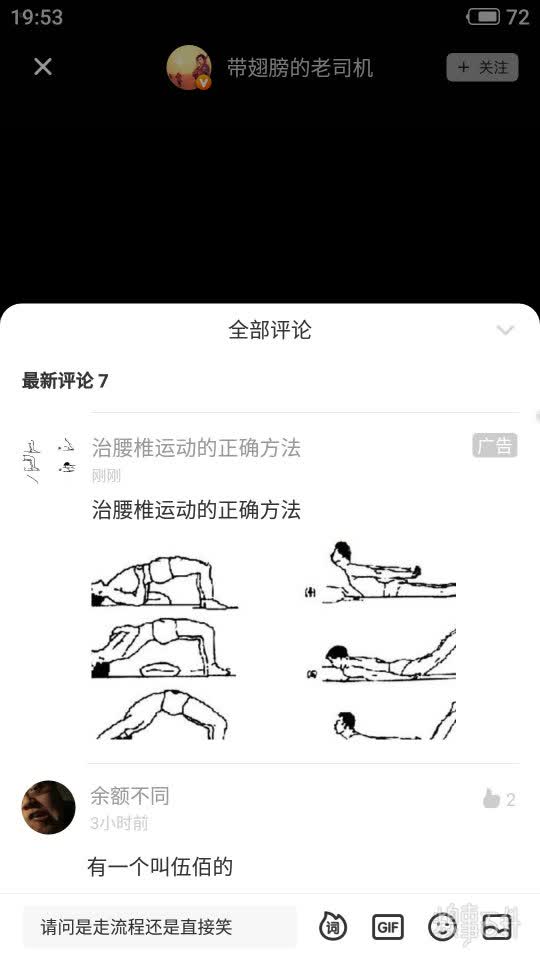 19:53
72
带翅膀的老司机
+ 关注
全部评论
最新评论 7
治腰椎运动的正确方法
广告
刚刚
治腰椎运动的正确方法
余额不同
2
3小时前
有一个叫伍佰的
请问是走流程还是直接笑
词
GIF